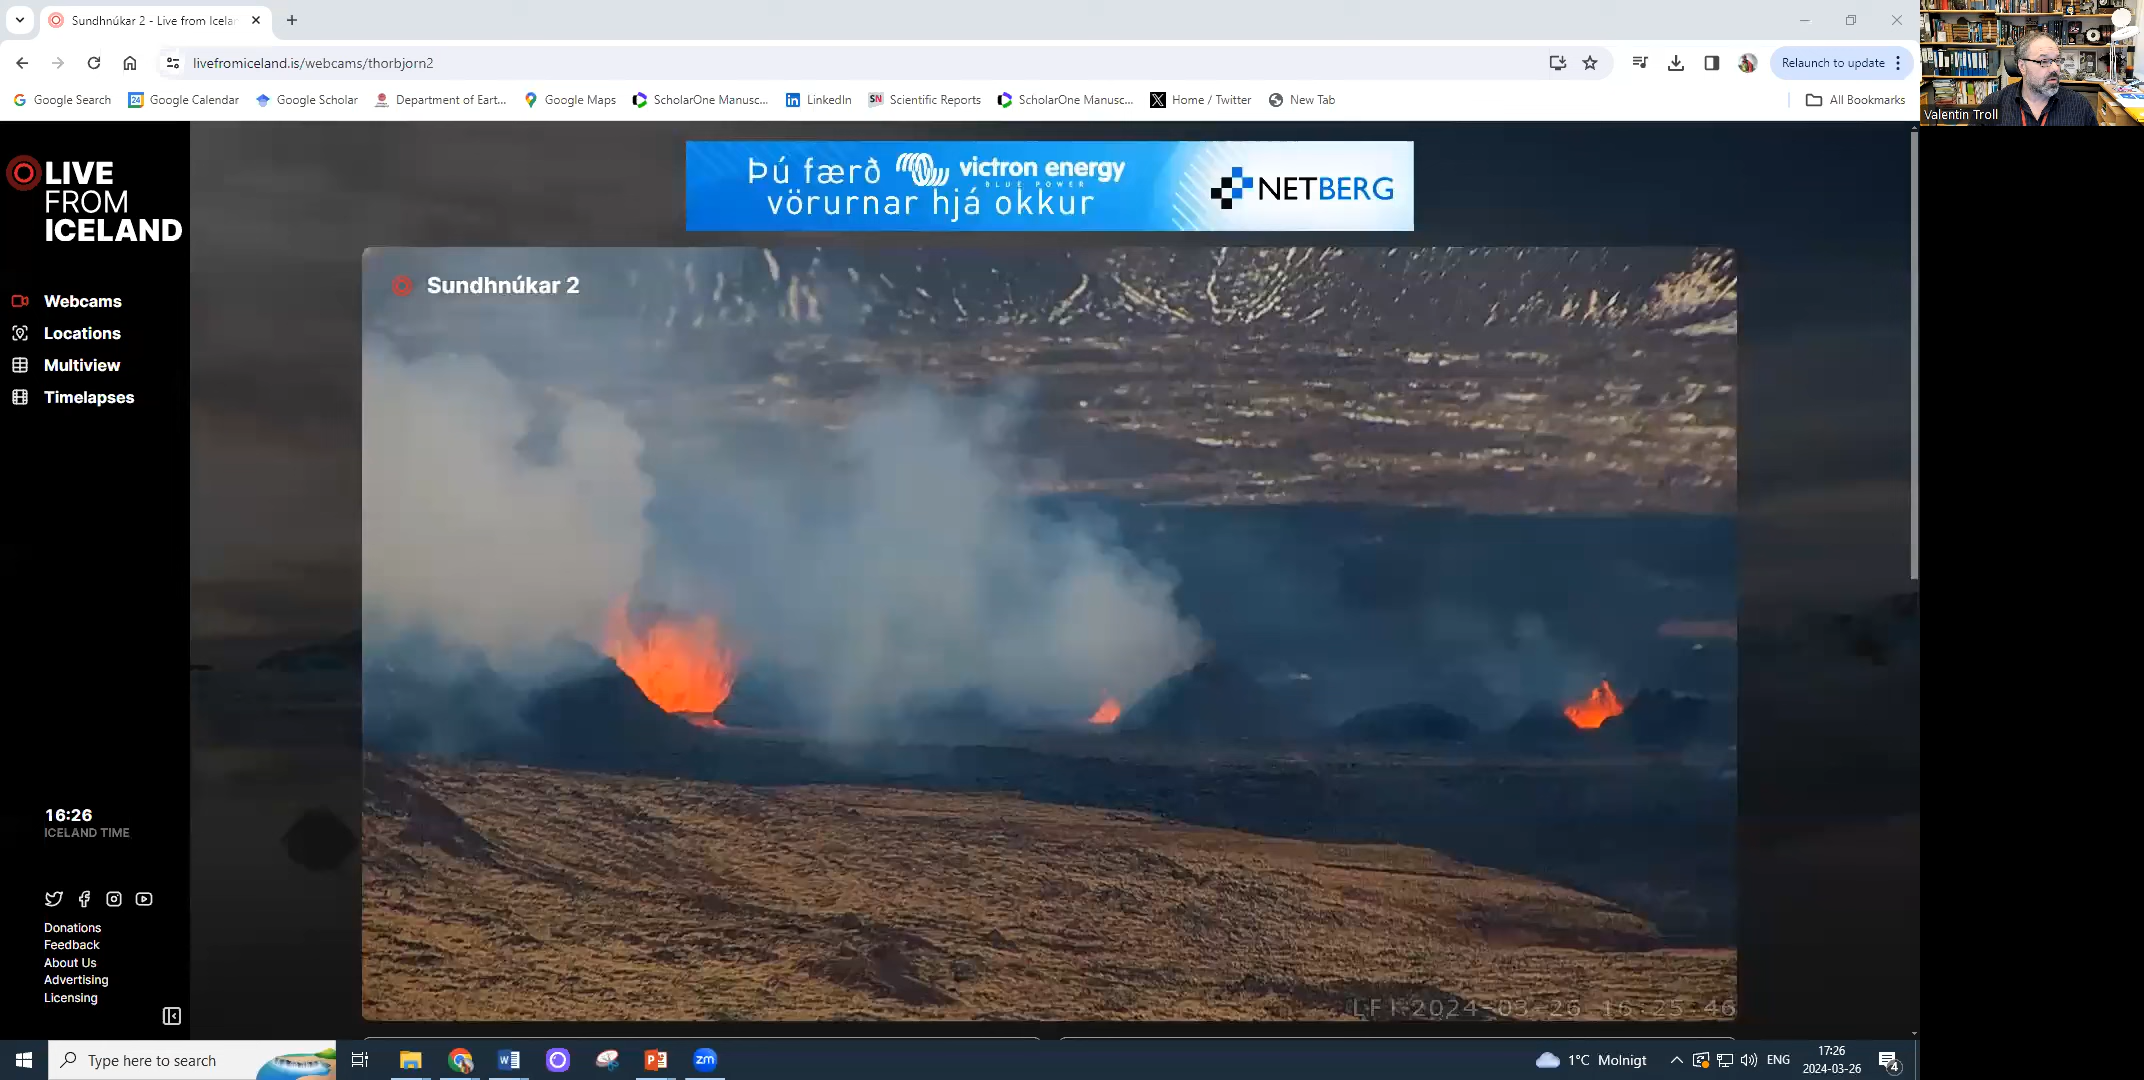 Sundhnúkar 2 - Live from Icelan
livefromiceland.is/webcams/thorbjorn2
Relaunch to update
Google Search
Google Calendar
Google Scholar
Department of Eart...
Google Maps
ScholarOne Manusc...
LinkedIn
SN Scientific Reports
ScholarOne Manusc...
Home / Twitter
New Tab
All Bookmarks
Valentin Troll
LIVE
FROM
ICELAND
Webcams
Locations
Multiview
Timelapses
16:26
ICELAND TIME
Donations
Feedback
About Us
Advertising
Licensing
Þú færð victron energy
BLUE POWER
vörurnar hjá okkur
NETBERG
Sundhnúkar 2
LFI 2024-03-26 16:25:46
Type here to search
zm
1°C Molnigt
ENG
17:26
2024-03-26
4